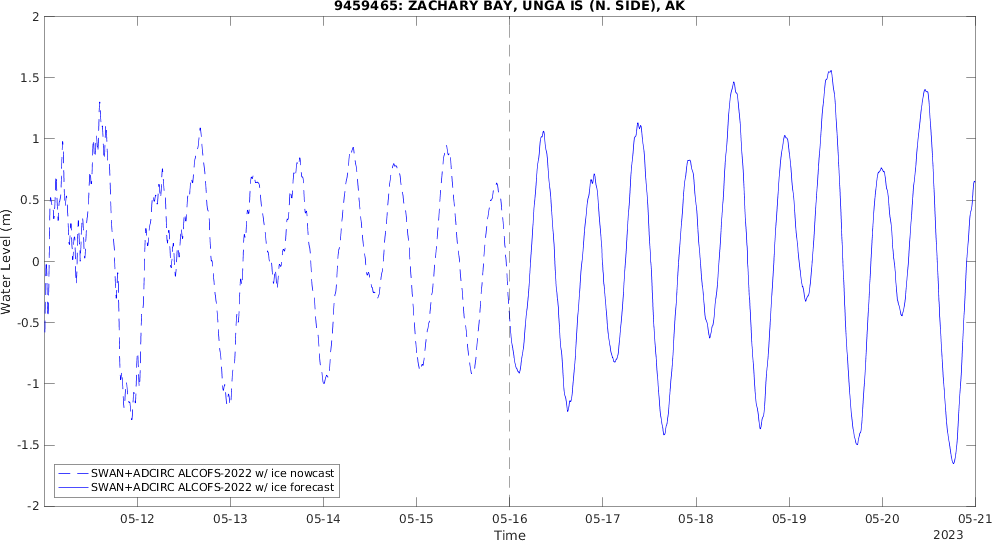 9459465: ZACHARY BAY, UNGA IS (N. SIDE), AK
2
1.5
1
0.5
0
-0.5
-1
-1.5
-2
Water Level (m)
SWAN+ADCIRC ALCOFS-2022 w/ ice nowcast
SWAN+ADCIRC ALCOFS-2022 w/ ice forecast
05-12 05-13 05-14 05-15 05-16 05-17 05-18 05-19 05-20 05-21
Time
2023